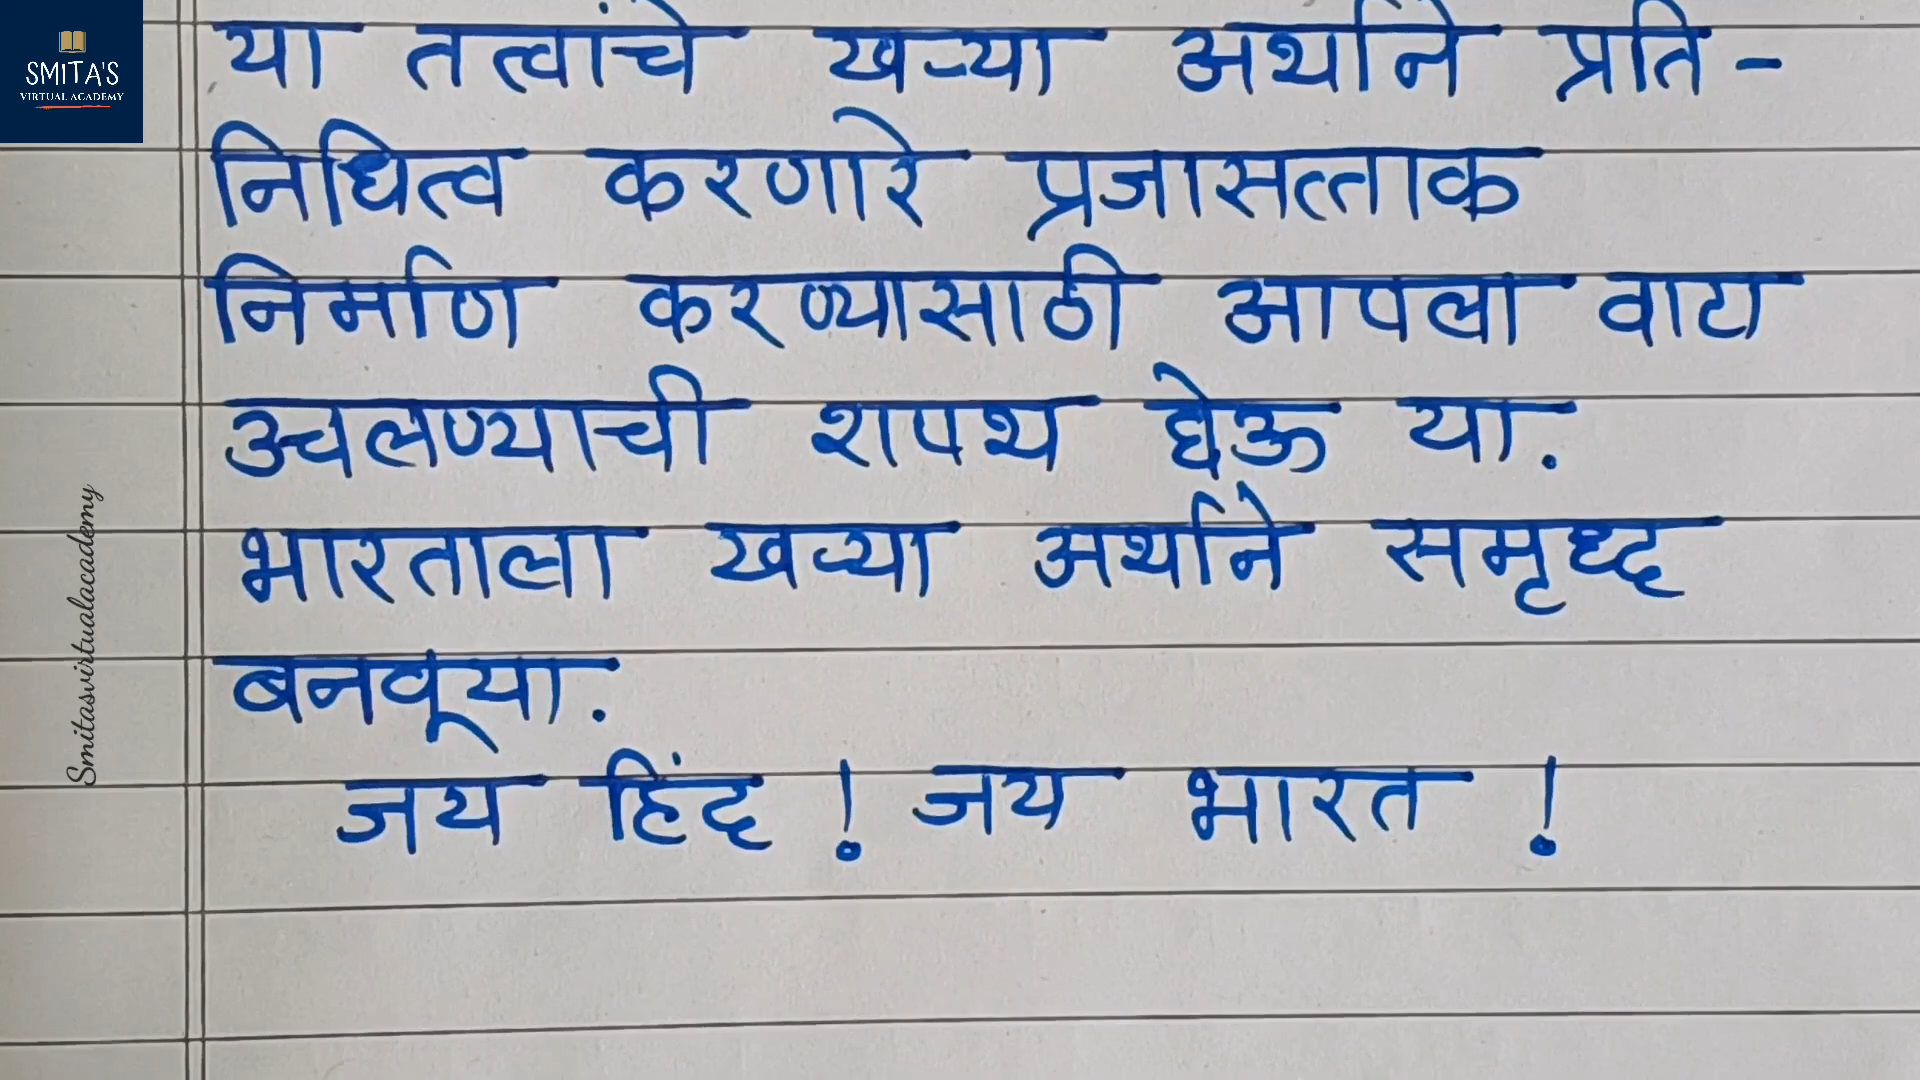 SMITA'S
VIRTUAL ACADEMY
या तत्वांचे खऱ्या अर्थाने प्रति -
निधित्व करणारे प्रजासत्ताक
निर्माण करण्यासाठी आपला वाटा
उचलण्याची शपथ घेऊ या.
भारताला खऱ्या अर्थाने समृध्द
बनवूया.
जय हिंद ! जय भारत !
Smitasvirtualacademy